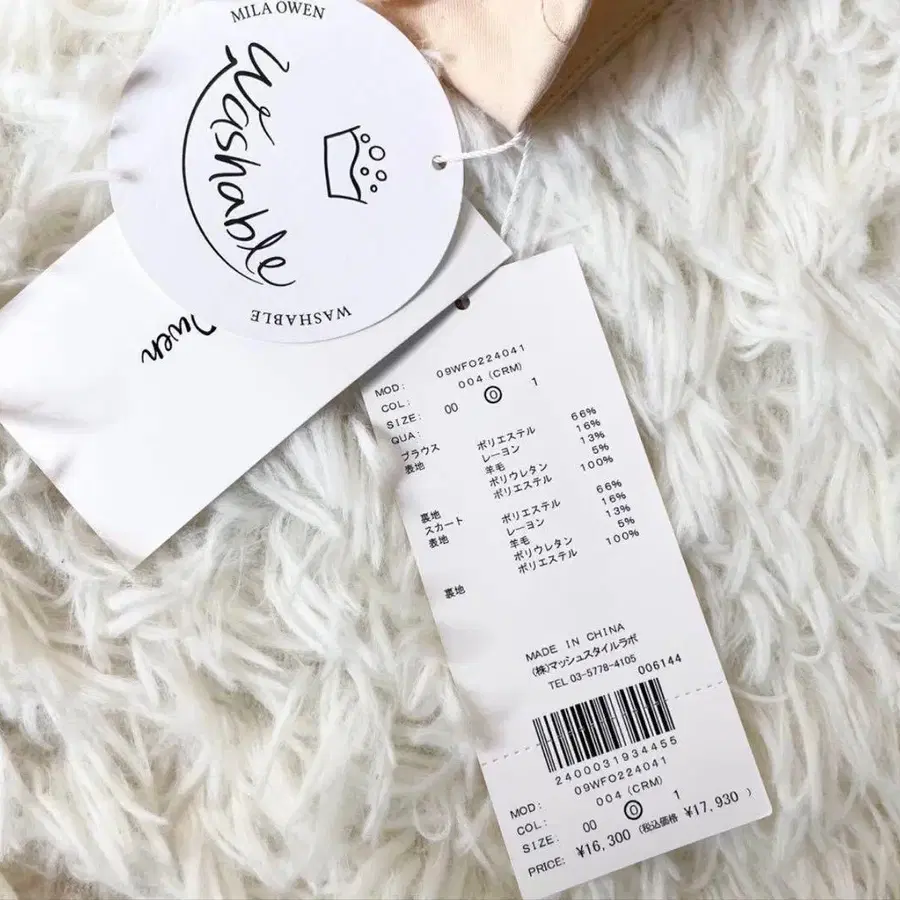 MILA OWEN
Washable
WASHABLE
Owen
MOD: 09WFO224041
COL: 004 (CRM)
SIZE: 00 0 1
QUA:
ブラウス
表地 ポリエステル 66%
レーヨン 16%
羊毛 13%
ポリウレタン 5%
裏地 ポリエステル 100%
スカート
表地 ポリエステル 66%
レーヨン 16%
羊毛 13%
ポリウレタン 5%
裏地 ポリエステル 100%
MADE IN CHINA
(株)マッシュスタイルラボ
TEL 03-5778-4105
006144
2400031934455
MOD: 09WFO224041
COL: 004 (CRM)
SIZE: 00 0 1
PRICE: ¥16,300 (税込価格 ¥17,930 )